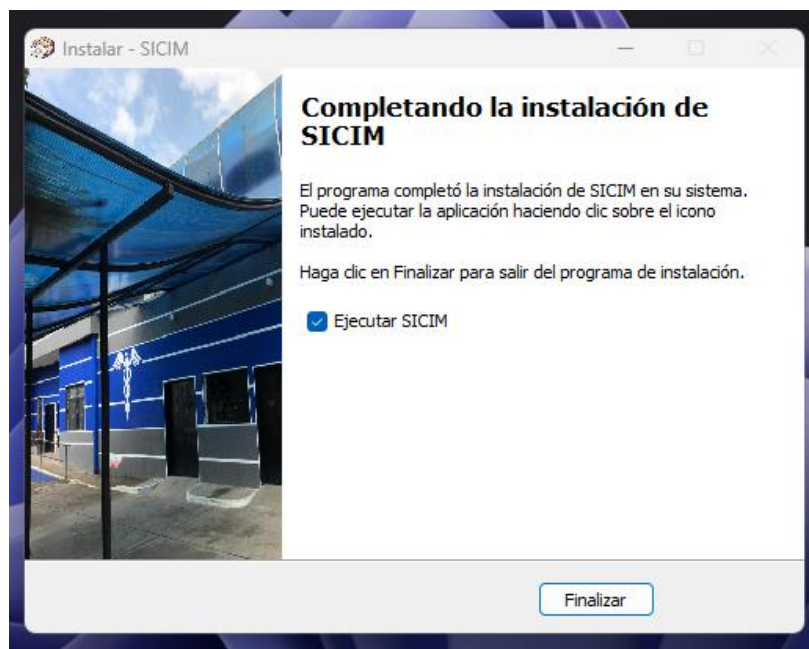 Instalar - SICIM
Completando la instalación de
SICIM
El programa completó la instalación de SICIM en su sistema.
Puede ejecutar la aplicación haciendo clic sobre el icono
instalado.
Haga clic en Finalizar para salir del programa de instalación.
Ejecutar SICIM
Finalizar